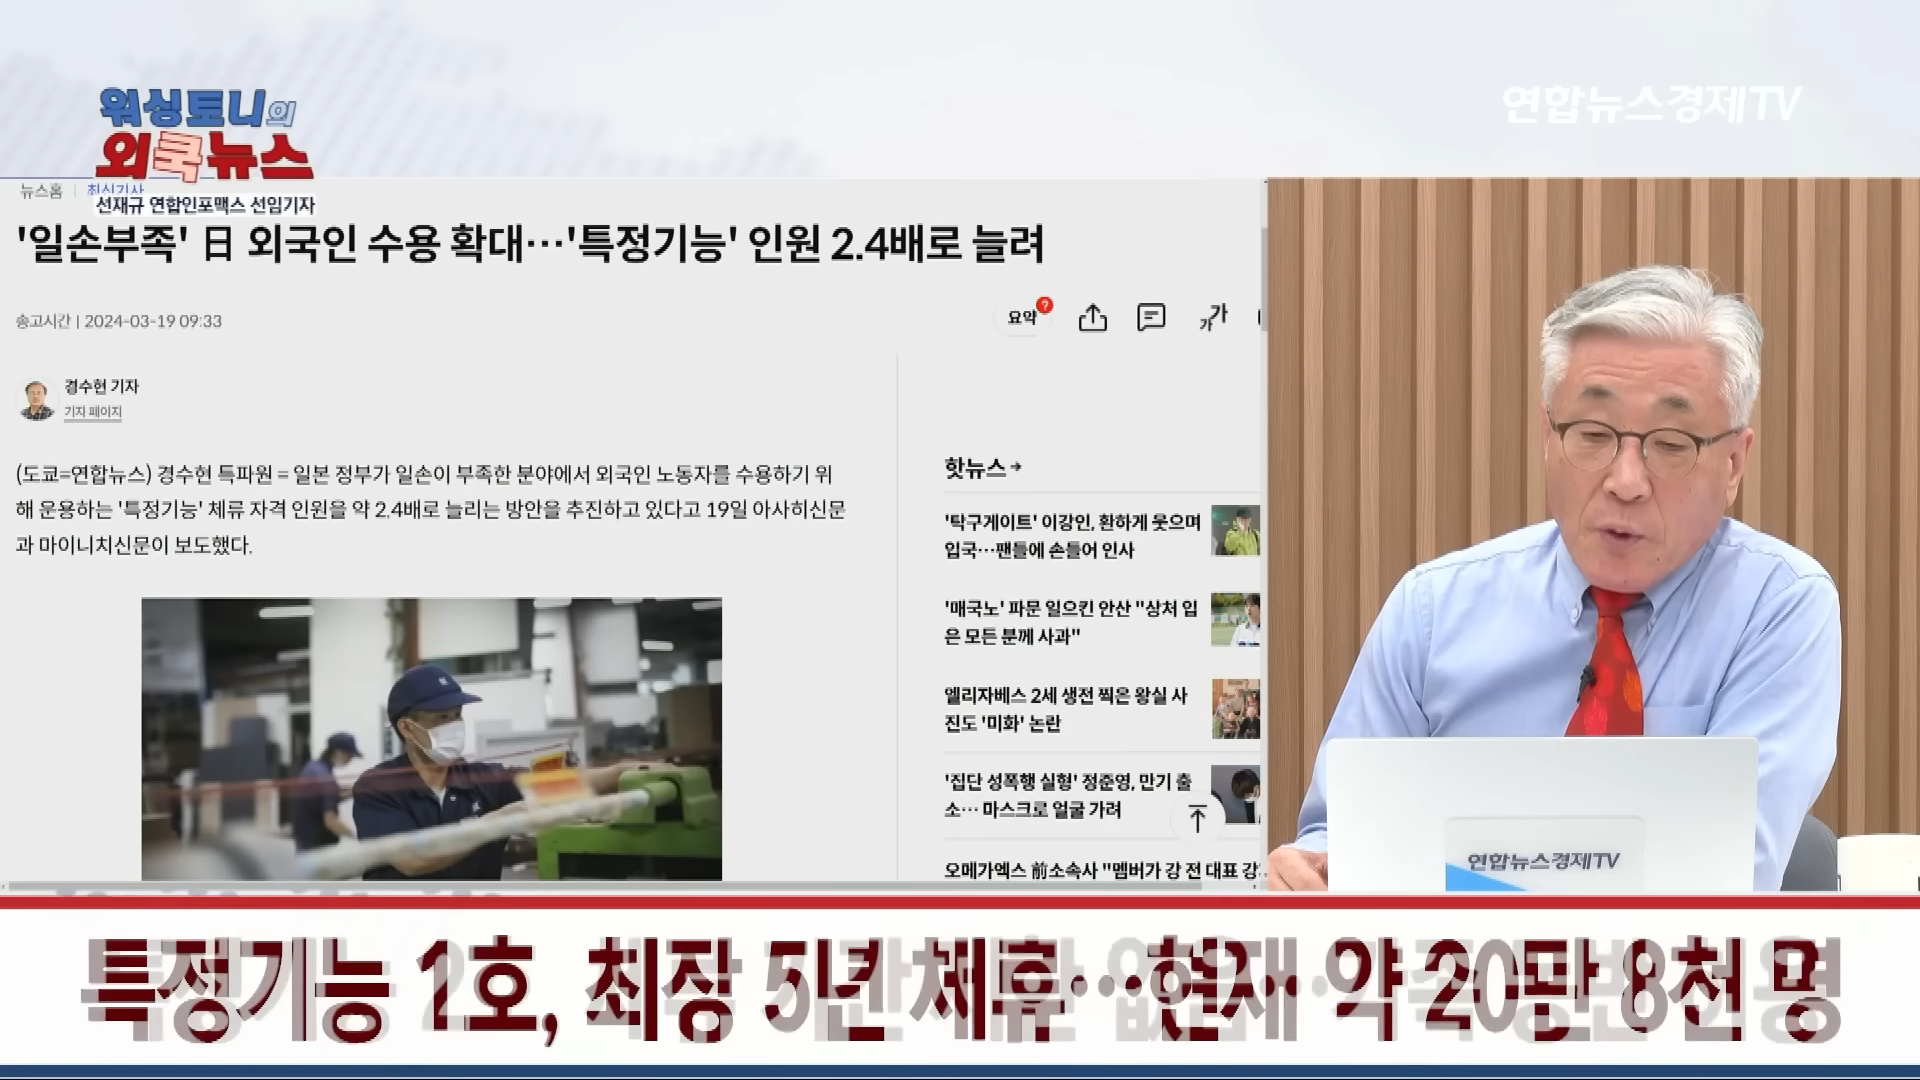 워싱토니의
외쿡뉴스
선재규 연합인포맥스 선임기자
연합뉴스경제TV
뉴스홈 | 최신기사
'일손부족' 日 외국인 수용 확대…'특정기능' 인원 2.4배로 늘려
송고시간 | 2024-03-19 09:33
요약 ?
가가
경수현 기자
기자 페이지
(도쿄=연합뉴스) 경수현 특파원 = 일본 정부가 일손이 부족한 분야에서 외국인 노동자를 수용하기 위
해 운용하는 '특정기능' 체류 자격 인원을 약 2.4배로 늘리는 방안을 추진하고 있다고 19일 아사히신문
과 마이니치신문이 보도했다.
핫뉴스
'탁구게이트' 이강인, 환하게 웃으며
입국…팬들에 손들어 인사
'매국노' 파문 일으킨 안산 "상처 입
은 모든 분께 사과"
엘리자베스 2세 생전 찍은 왕실 사
진도 '미화' 논란
'집단 성폭행 실형' 정준영, 만기 출
소… 마스크로 얼굴 가려
오메가엑스 前소속사 "멤버가 강 전 대표 강
연합뉴스경제TV
특정기능 1호, 최장 5년간 체류…현재 약 20만 8천 명